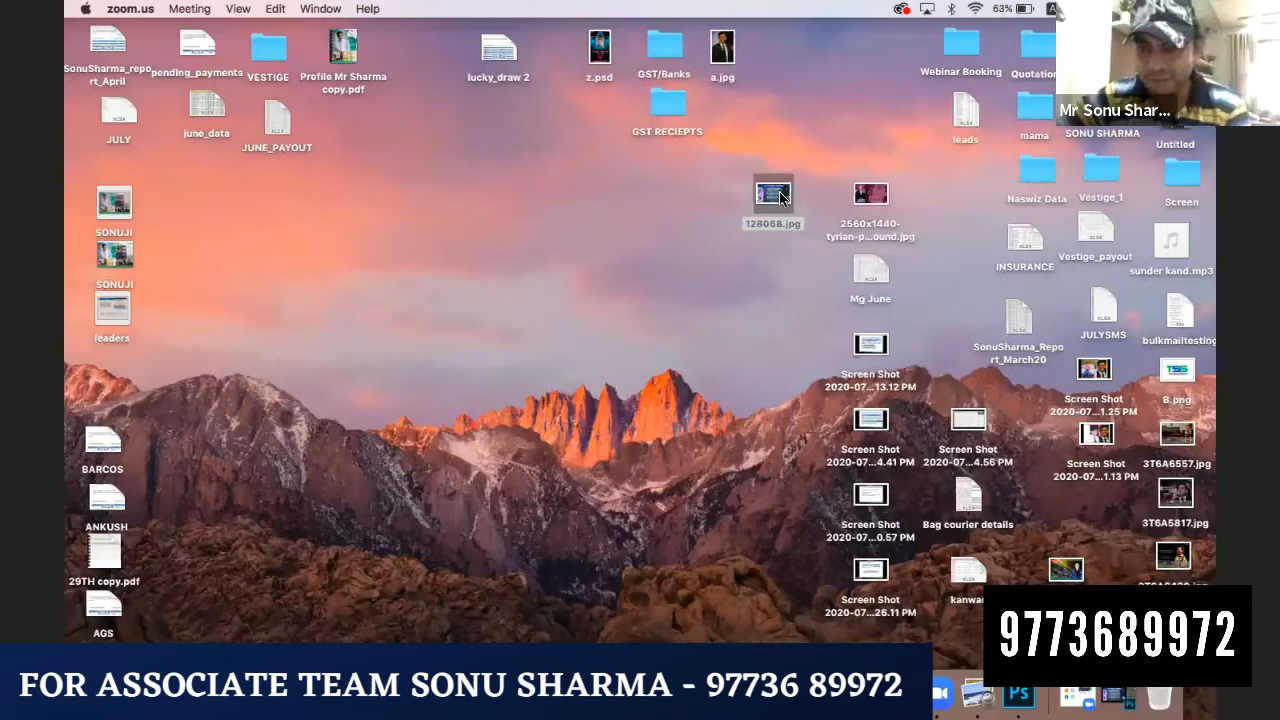 zoom.us Meeting View Edit Window Help
63%
SonuSharma_repo
rt_April
pending_payments
VESTIGE
Profile Mr Sharma
copy.pdf
lucky_draw 2
z.psd
GST/Banks
a.jpg
Webinar Booking
Quotation
Mr Sonu Shar...
JULY
june_data
JUNE_PAYOUT
GST RECIEPTS
leads
mama
SONU SHARMA
Untitled
SONUJI
128068.jpg
2560x1440-
tyrian-p...ound.jpg
Naswiz Data
Vestige_1
Screen
SONUJI
Mg June
INSURANCE
Vestige_payout
sunder kand.mp3
leaders
SonuSharma_Repo
rt_March20
JULYSMS
bulkmailtesting
Screen Shot
2020-07...13.12 PM
Screen Shot
2020-07...1.25 PM
TSS
B.png
BARCOS
Screen Shot
2020-07...4.41 PM
Screen Shot
2020-07...4.56 PM
Screen Shot
2020-07...1.13 PM
3T6A6557.jpg
ANKUSH
Screen Shot
2020-07...0.57 PM
Bag courier details
3T6A5817.jpg
29TH copy.pdf
Screen Shot
2020-07...26.11 PM
AGS
9773689972
FOR ASSOCIATE TEAM SONU SHARMA - 97736 89972
Ps